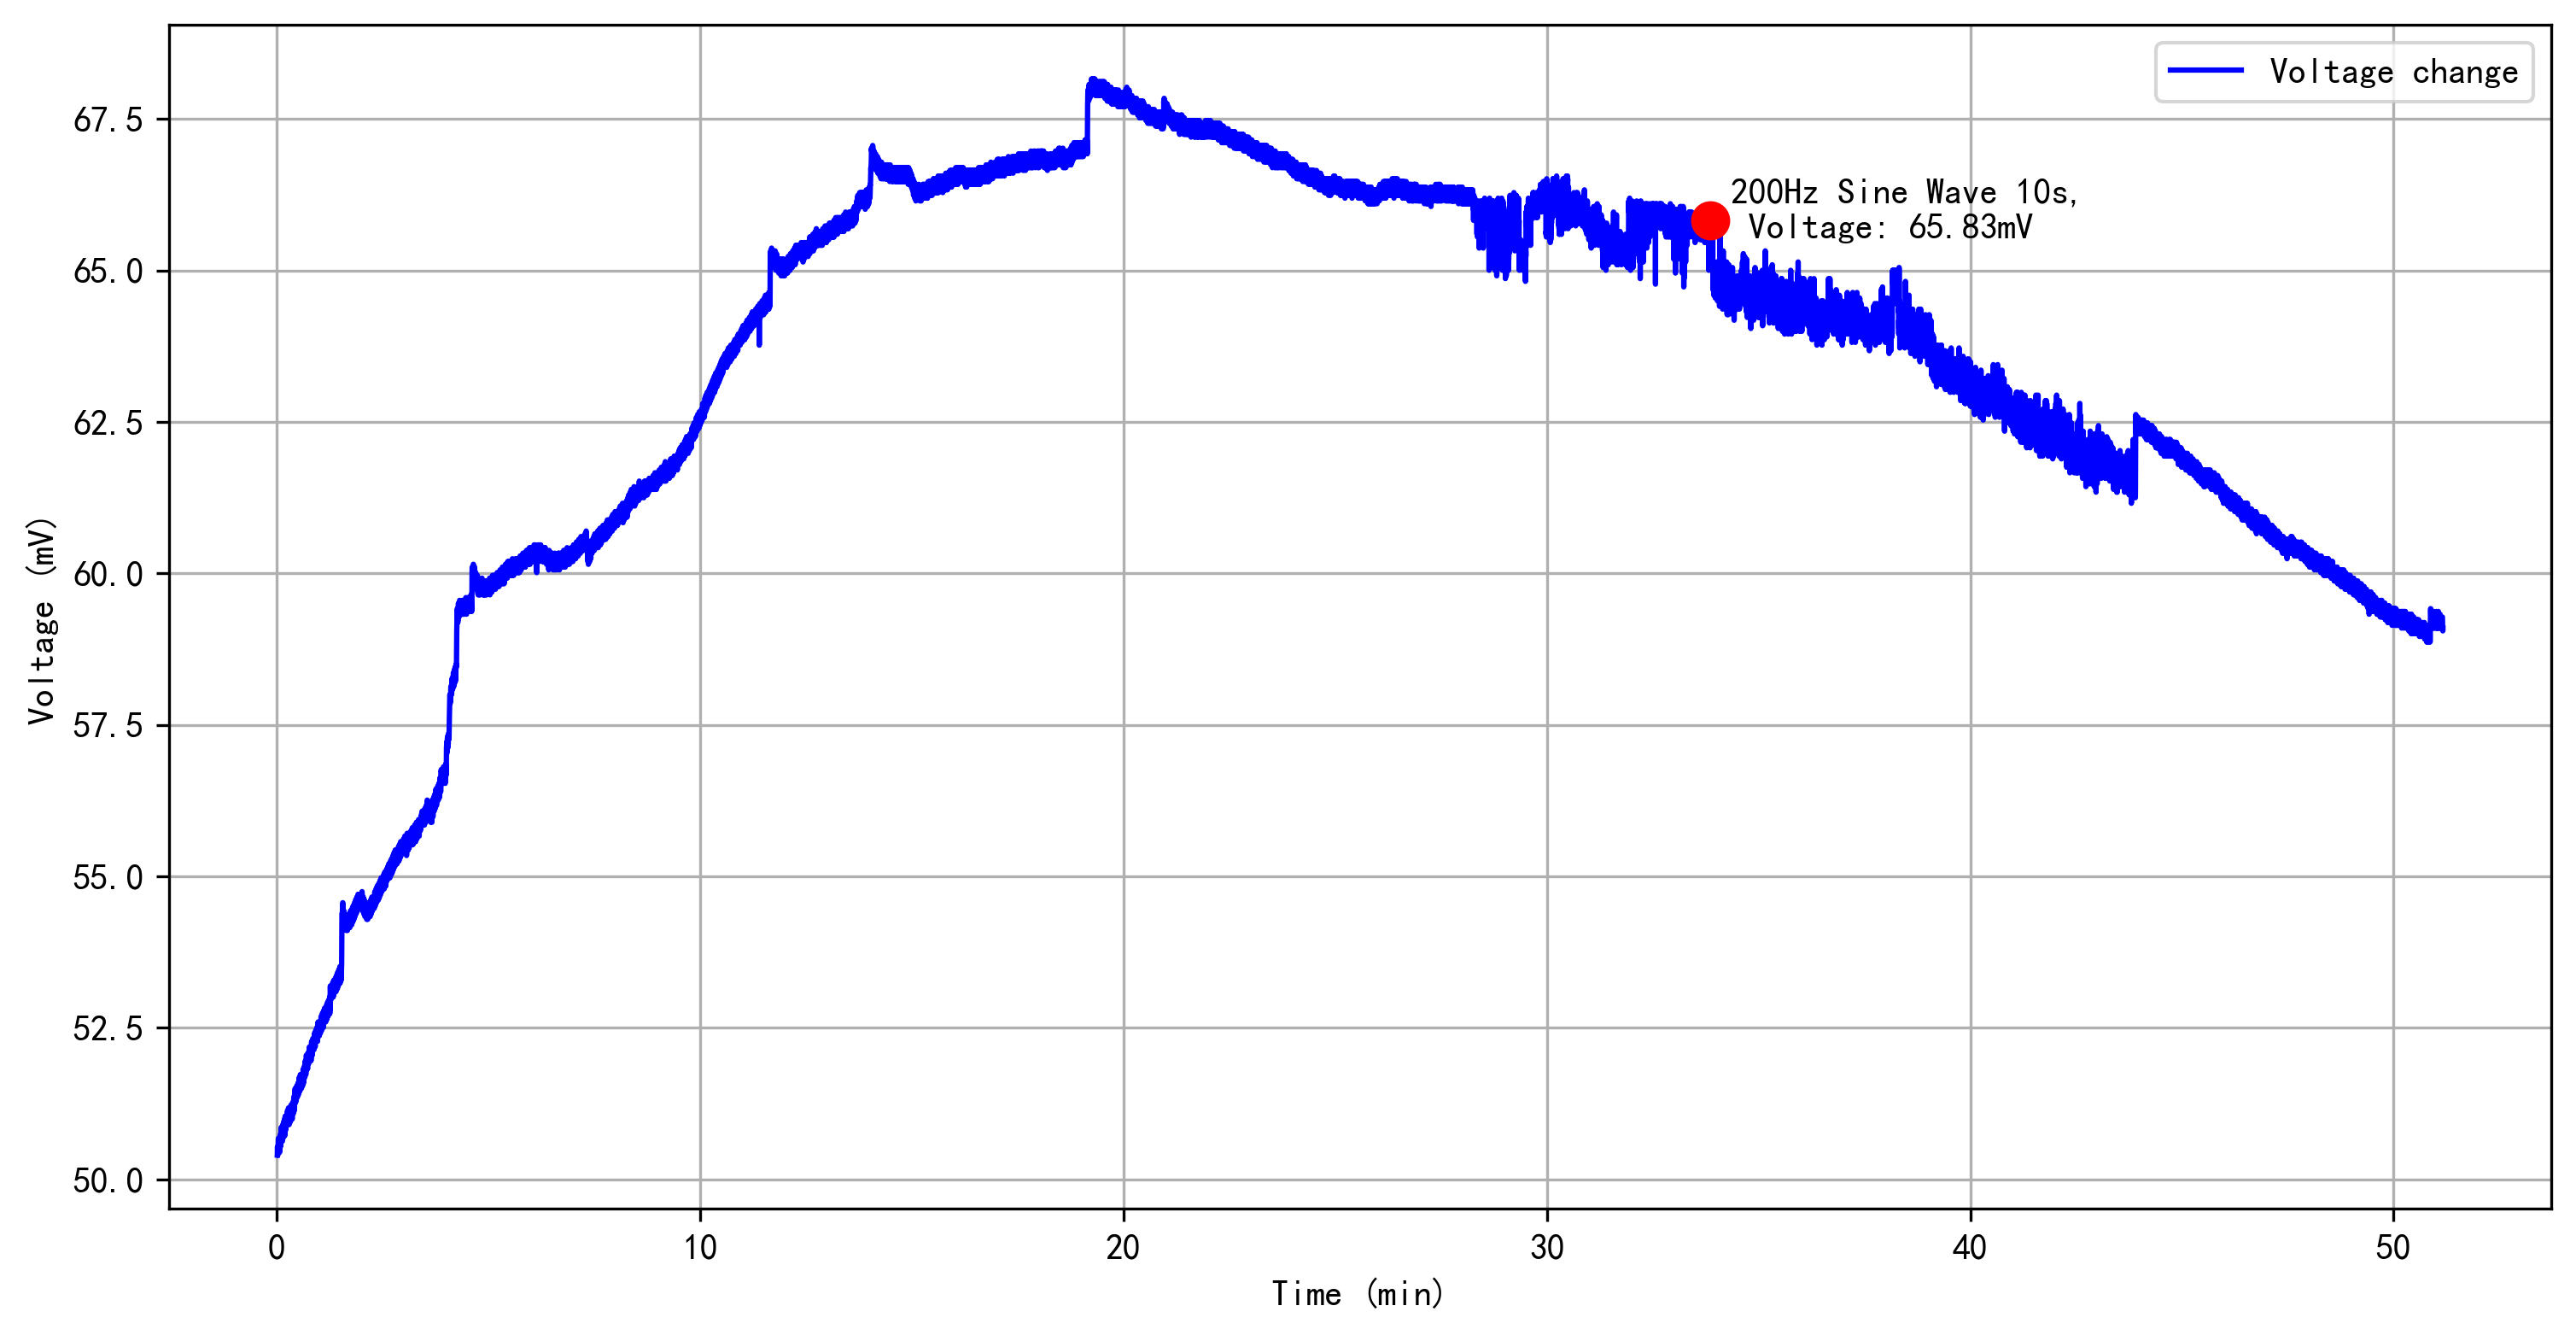 Voltage change
67.5
65.0
62.5
60.0
57.5
55.0
52.5
50.0
Voltage (mV)
200Hz Sine Wave 10s,
Voltage: 65.83mV
0 10 20 30 40 50
Time (min)